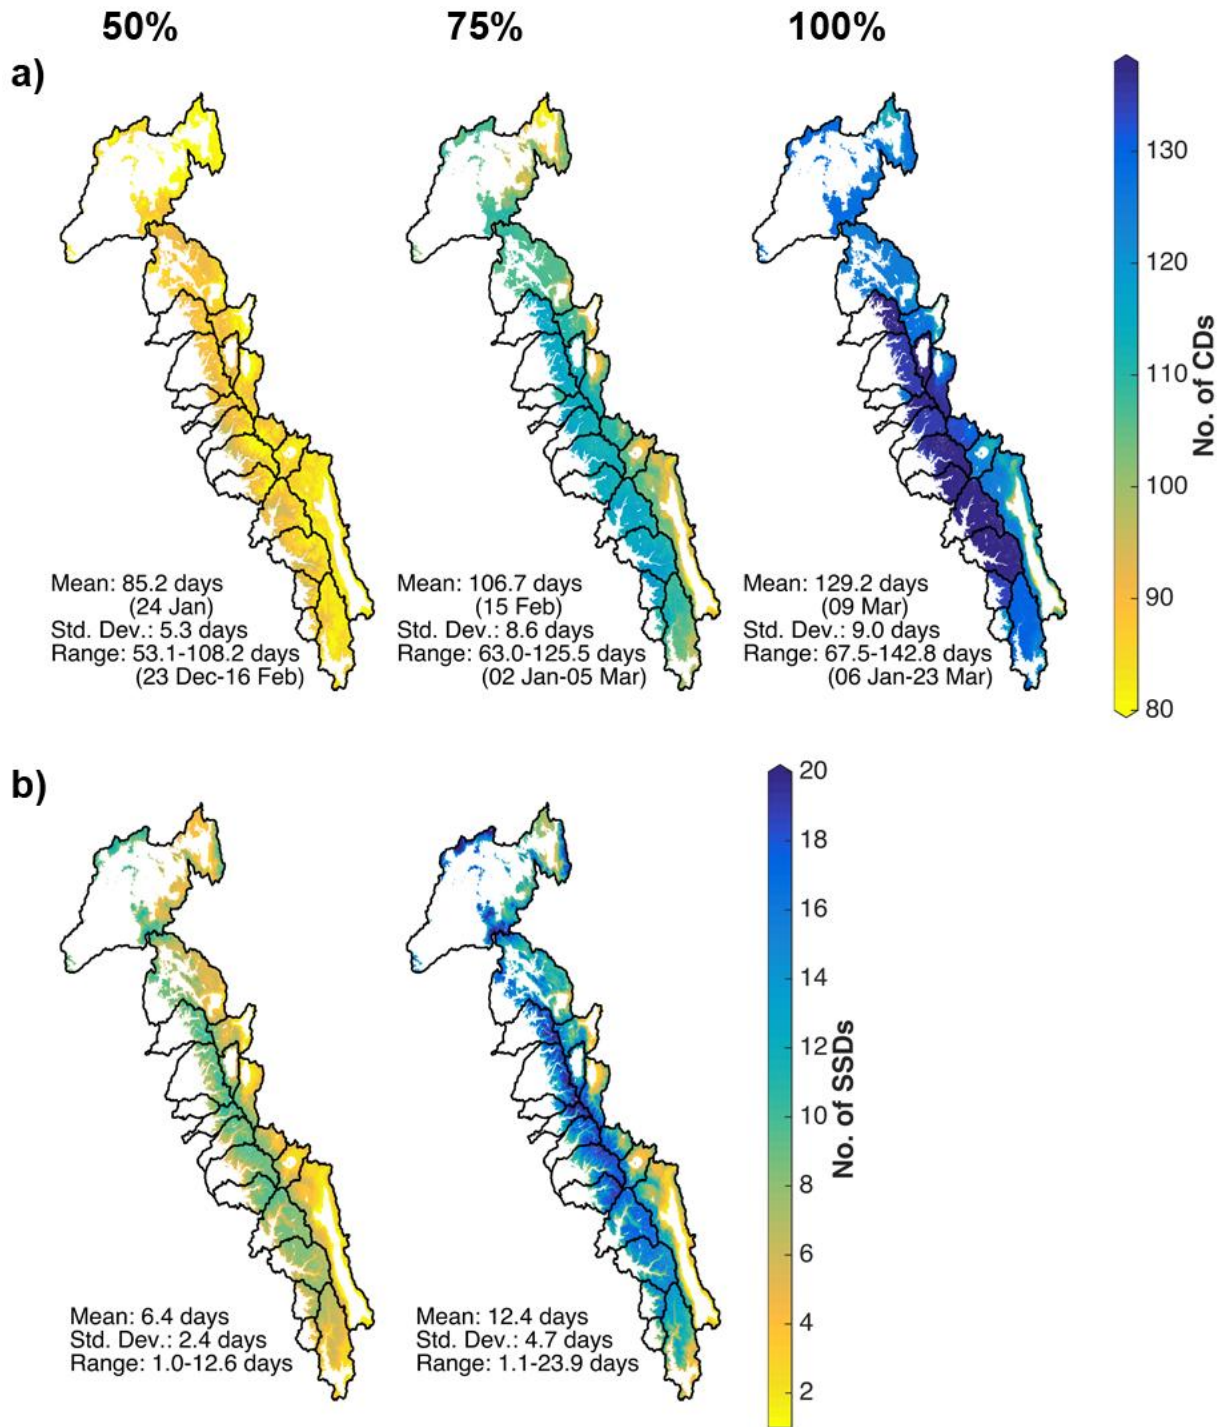 50% 75% 100%
a)
Mean: 85.2 days
(24 Jan)
Std. Dev.: 5.3 days
Range: 53.1-108.2 days
(23 Dec-16 Feb)
Mean: 106.7 days
(15 Feb)
Std. Dev.: 8.6 days
Range: 63.0-125.5 days
(02 Jan-05 Mar)
Mean: 129.2 days
(09 Mar)
Std. Dev.: 9.0 days
Range: 67.5-142.8 days
(06 Jan-23 Mar)
130
120
110
100
90
80
No. of CDs
b)
Mean: 6.4 days
Std. Dev.: 2.4 days
Range: 1.0-12.6 days
Mean: 12.4 days
Std. Dev.: 4.7 days
Range: 1.1-23.9 days
20
18
16
14
12
10
8
6
4
2
No. of SSDs